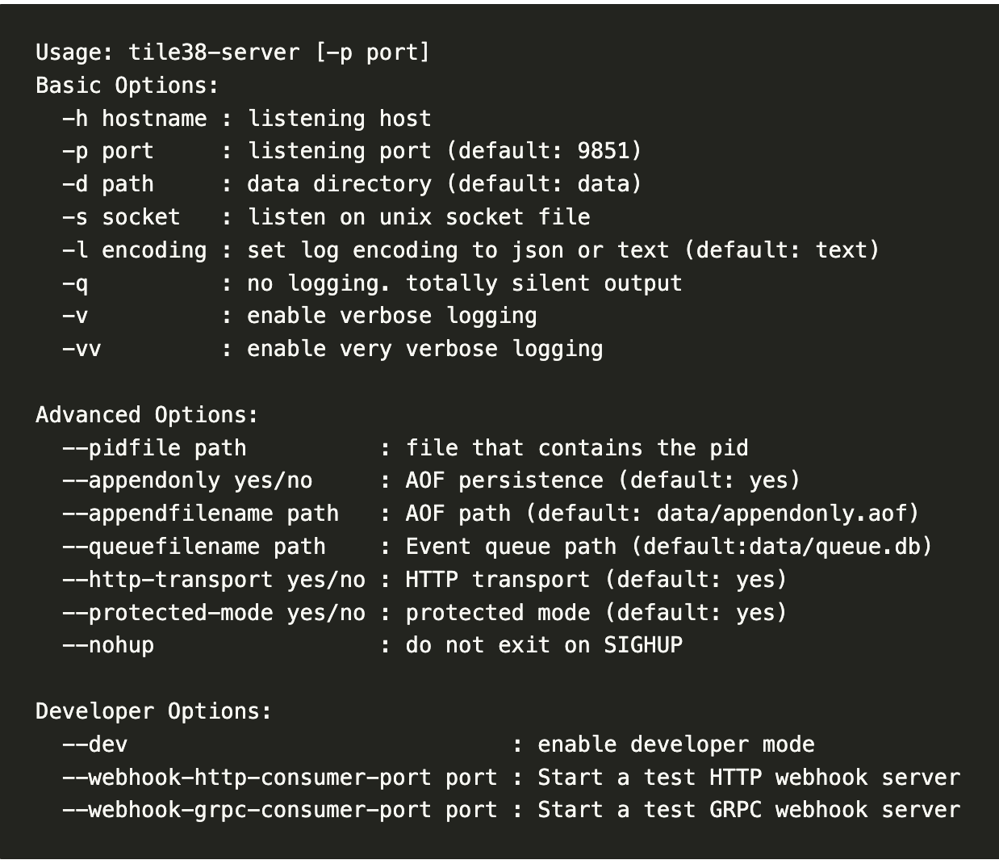 Usage: tile38-server [-p port]
Basic Options:
  -h hostname : listening host
  -p port     : listening port (default: 9851)
  -d path     : data directory (default: data)
  -s socket   : listen on unix socket file
  -l encoding : set log encoding to json or text (default: text)
  -q          : no logging. totally silent output
  -v          : enable verbose logging
  -vv         : enable very verbose logging

Advanced Options:
  --pidfile path          : file that contains the pid
  --appendonly yes/no     : AOF persistence (default: yes)
  --appendfilename path   : AOF path (default: data/appendonly.aof)
  --queuefilename path    : Event queue path (default:data/queue.db)
  --http-transport yes/no : HTTP transport (default: yes)
  --protected-mode yes/no : protected mode (default: yes)
  --nohup                 : do not exit on SIGHUP

Developer Options:
  --dev                             : enable developer mode
  --webhook-http-consumer-port port : Start a test HTTP webhook server
  --webhook-grpc-consumer-port port : Start a test GRPC webhook server